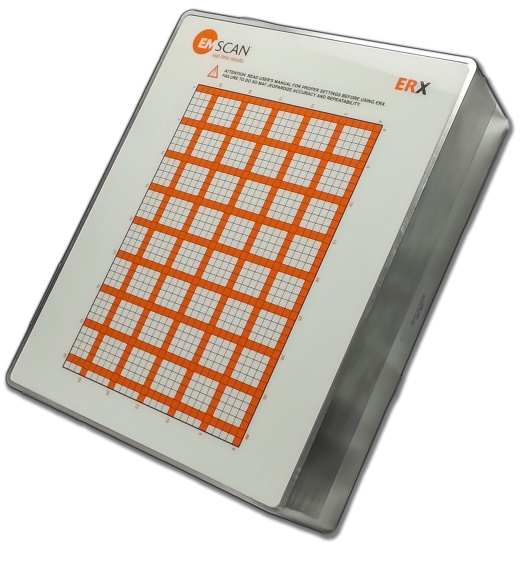 EMSCAN
real-time results
ERX
ATTENTION: READ USER'S MANUAL FOR PROPER SETTINGS BEFORE USING ERX.
FAILURE TO DO SO MAY JEOPARDIZE ACCURACY AND REPEATABILITY.